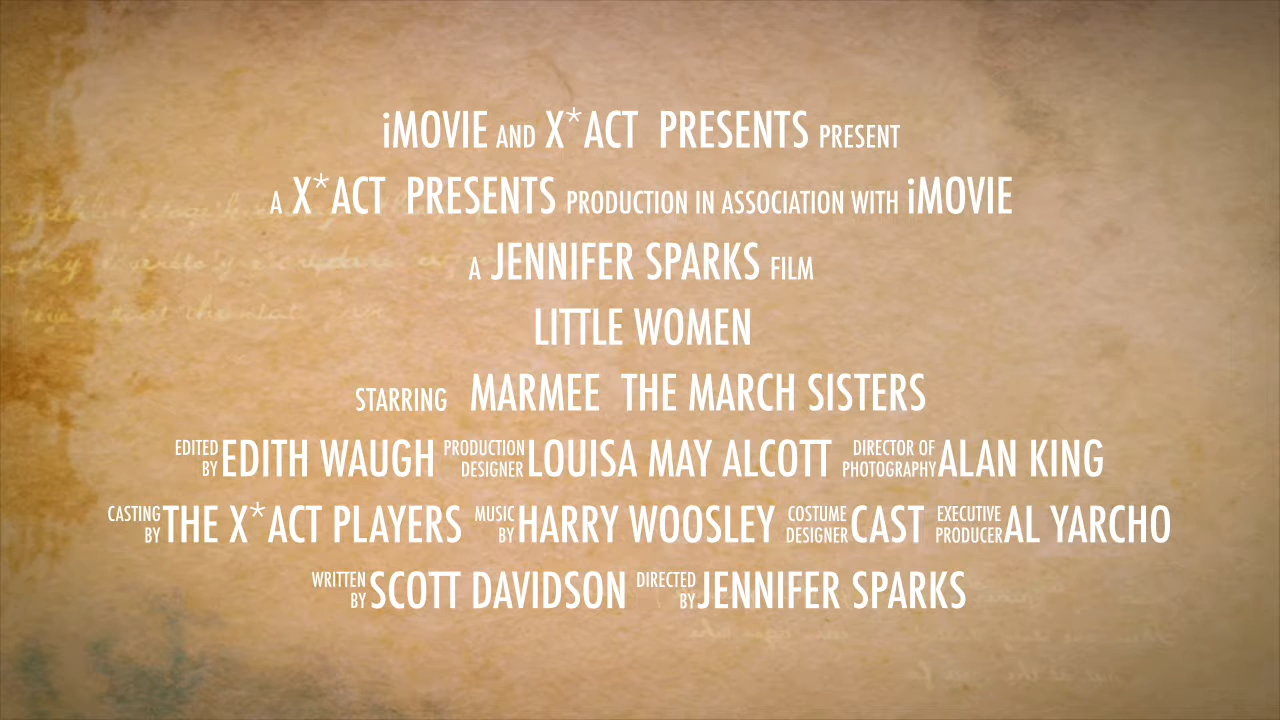 iMOVIE AND X*ACT PRESENTS PRESENT
A X*ACT PRESENTS PRODUCTION IN ASSOCIATION WITH iMOVIE
A JENNIFER SPARKS FILM
LITTLE WOMEN
STARRING MARMEE THE MARCH SISTERS
EDITED BY EDITH WAUGH PRODUCTION DESIGNER LOUISA MAY ALCOTT DIRECTOR OF PHOTOGRAPHY ALAN KING
CASTING BY THE X*ACT PLAYERS MUSIC BY HARRY WOOSLEY COSTUME DESIGNER CAST EXECUTIVE PRODUCER AL YARCHO
WRITTEN BY SCOTT DAVIDSON DIRECTED BY JENNIFER SPARKS